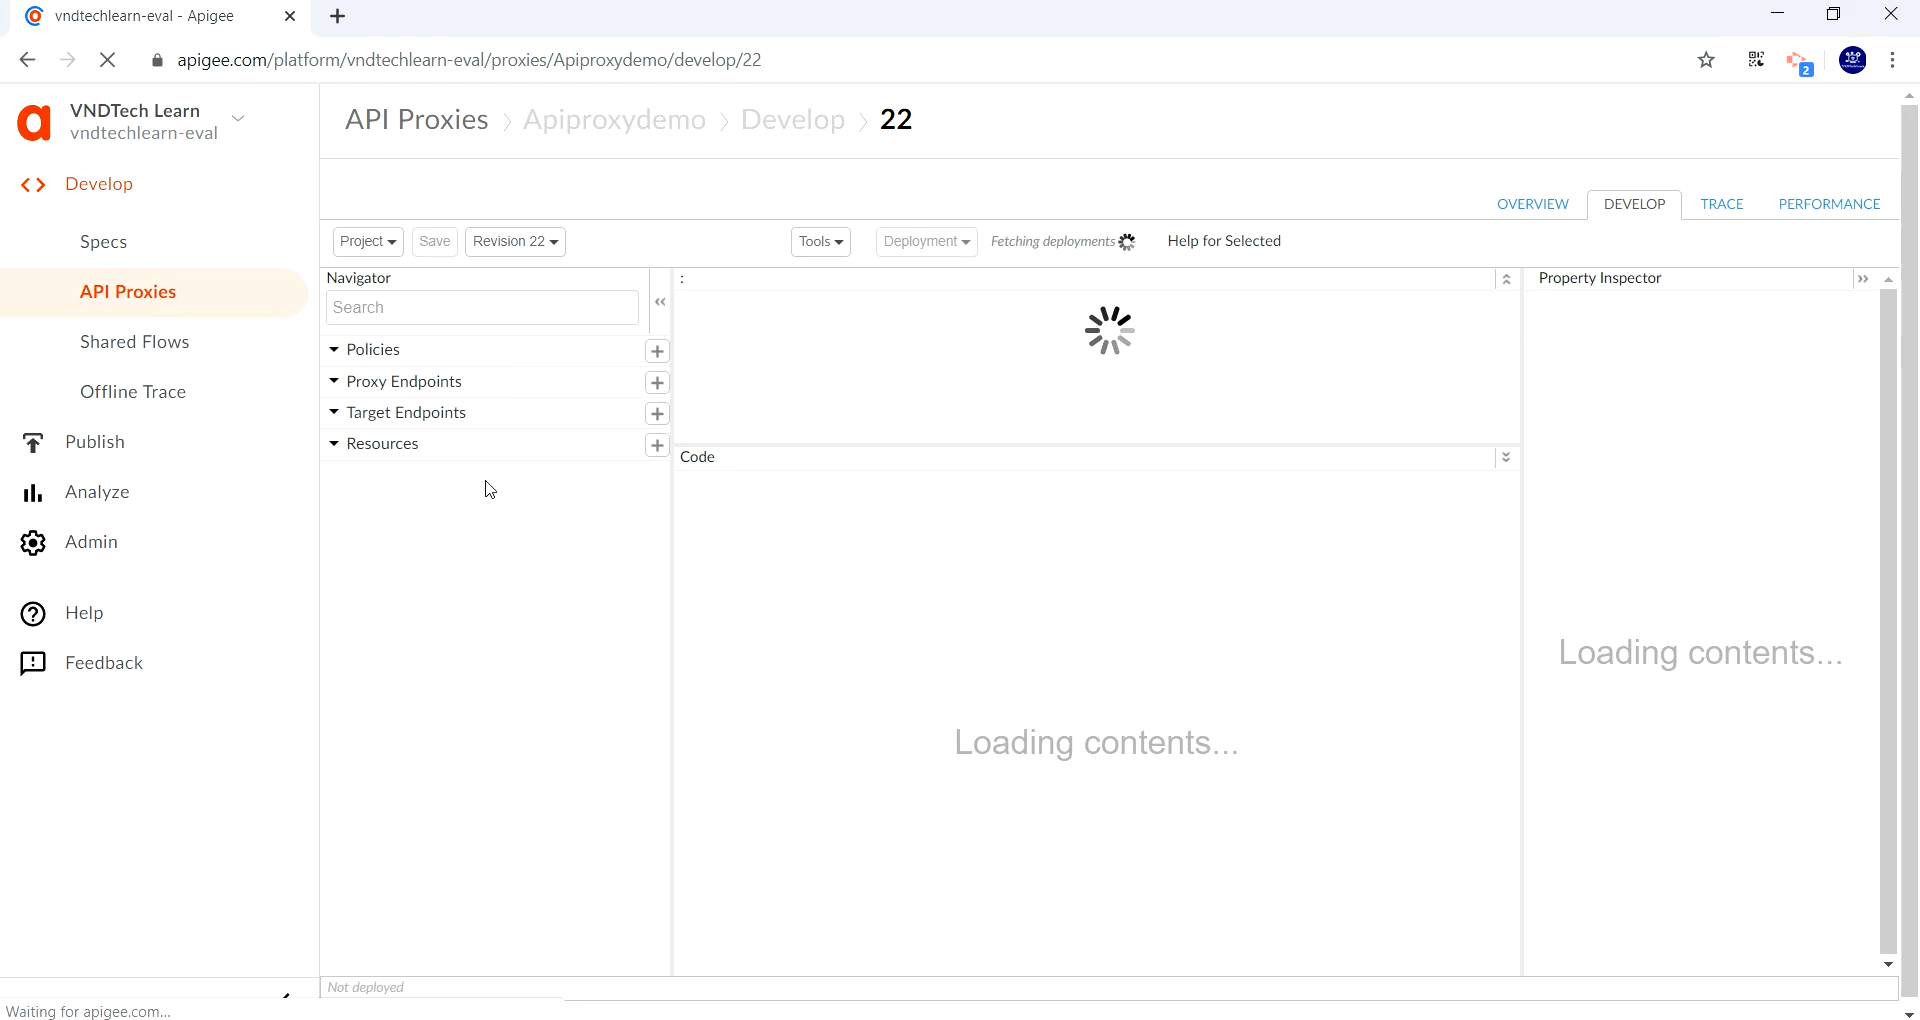 vndtechlearn-eval - Apigee
apigee.com/platform/vndtechlearn-eval/proxies/Apiproxydemo/develop/22
2
VNDTech Learn
vndtechlearn-eval
API Proxies > Apiproxydemo > Develop > 22
Develop
Specs
API Proxies
Shared Flows
Offline Trace
Publish
Analyze
Admin
Help
Feedback
OVERVIEW DEVELOP TRACE PERFORMANCE
Project Save Revision 22 Tools Deployment Fetching deployments Help for Selected
Navigator
Search
Policies
Proxy Endpoints
Target Endpoints
Resources
:
Code
Loading contents...
Property Inspector
Loading contents...
Not deployed
Waiting for apigee.com...